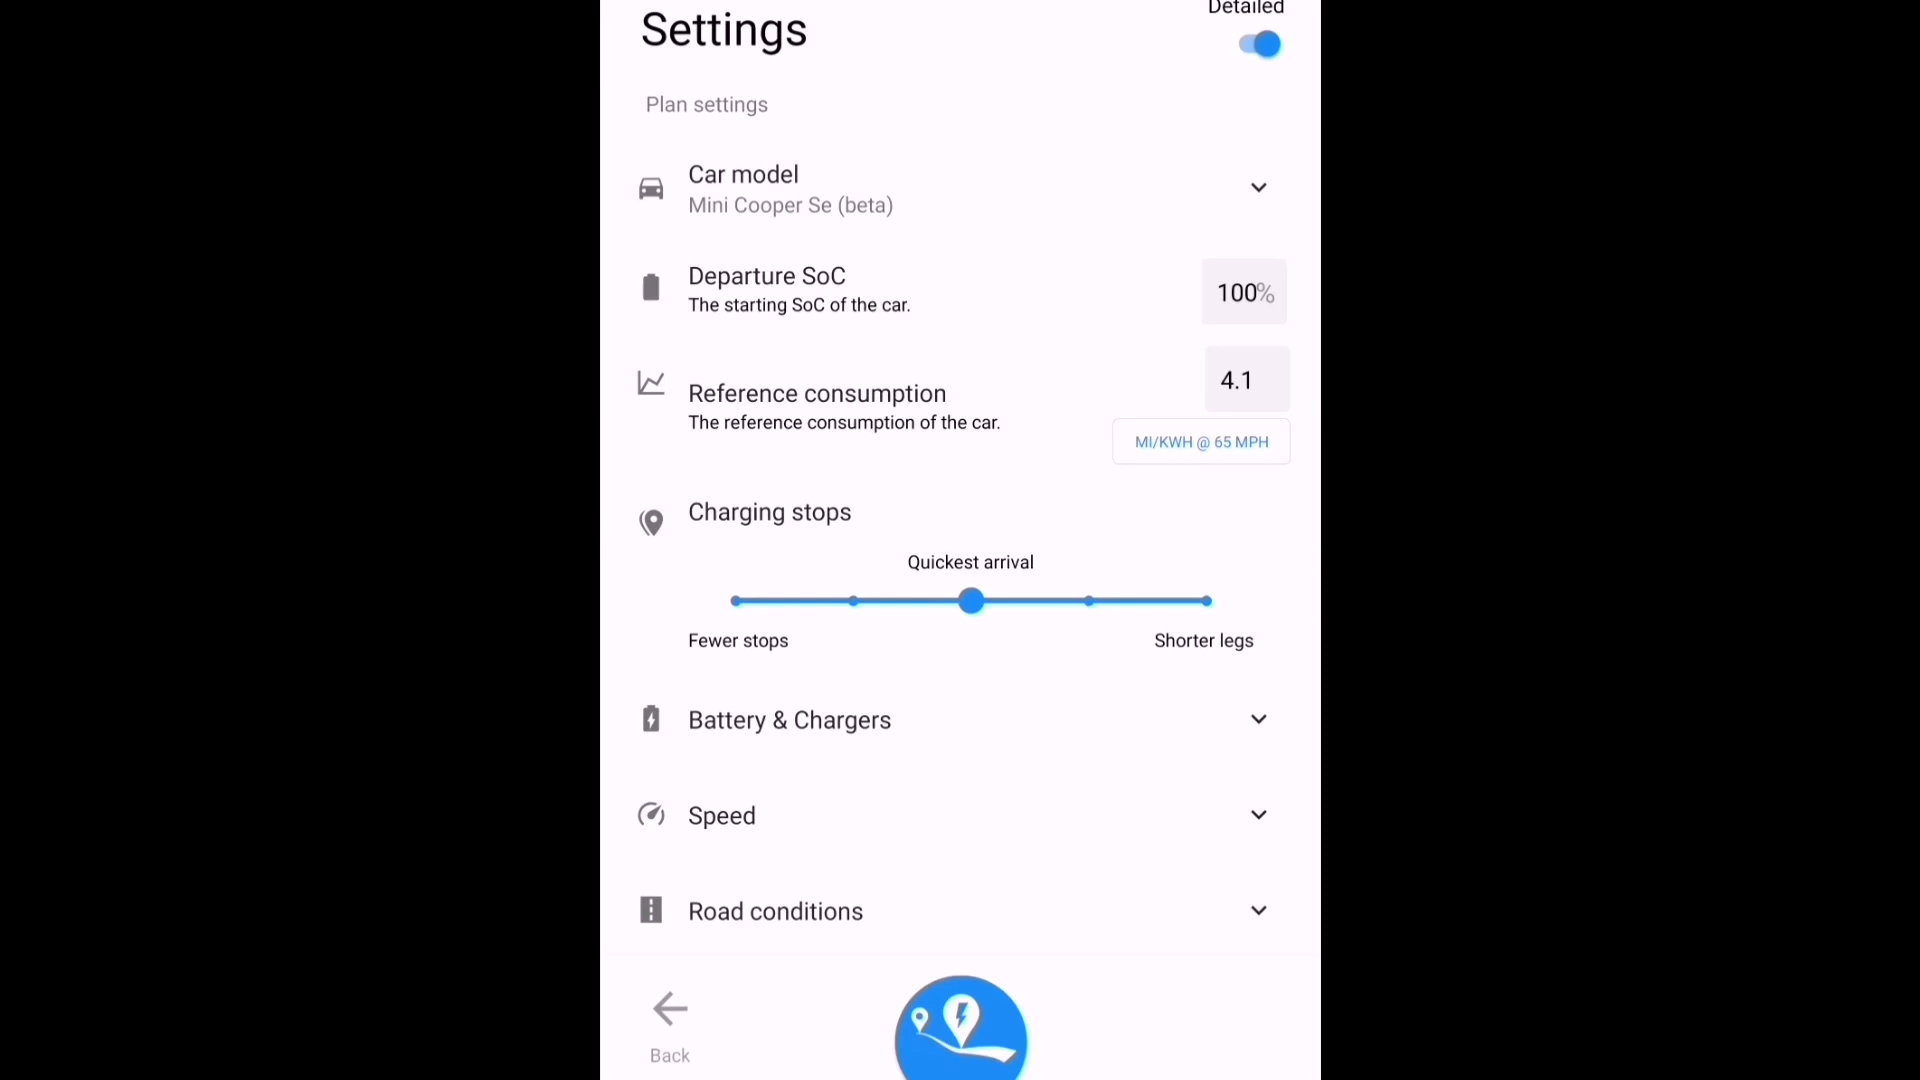 Detailed
Settings
Plan settings
Car model
Mini Cooper Se (beta)
Departure SoC
The starting SoC of the car.
100%
Reference consumption
The reference consumption of the car.
4.1
MI/KWH @ 65 MPH
Charging stops
Quickest arrival
Fewer stops
Shorter legs
Battery & Chargers
Speed
Road conditions
Back